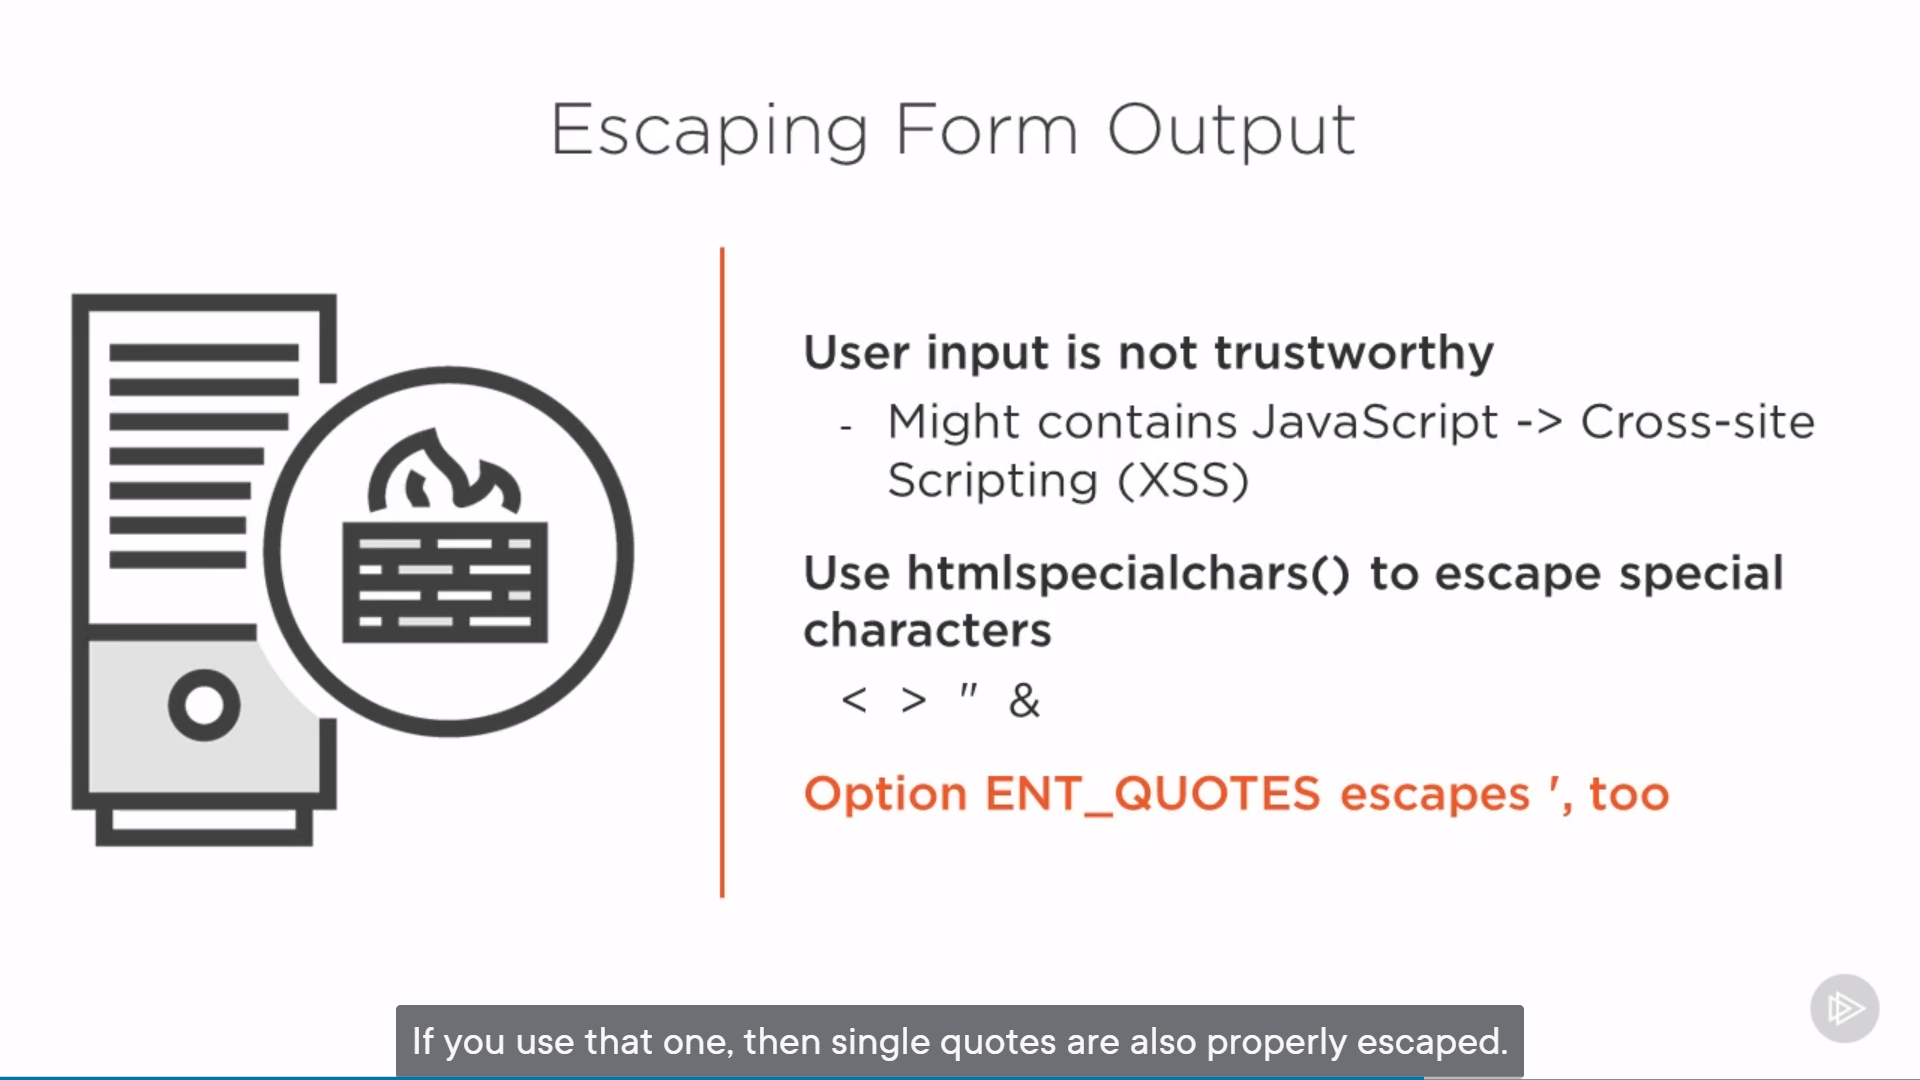 Escaping Form Output
User input is not trustworthy
- Might contains JavaScript -> Cross-site
Scripting (XSS)
Use htmlspecialchars() to escape special
characters
< > " &
Option ENT_QUOTES escapes ', too
If you use that one, then single quotes are also properly escaped.